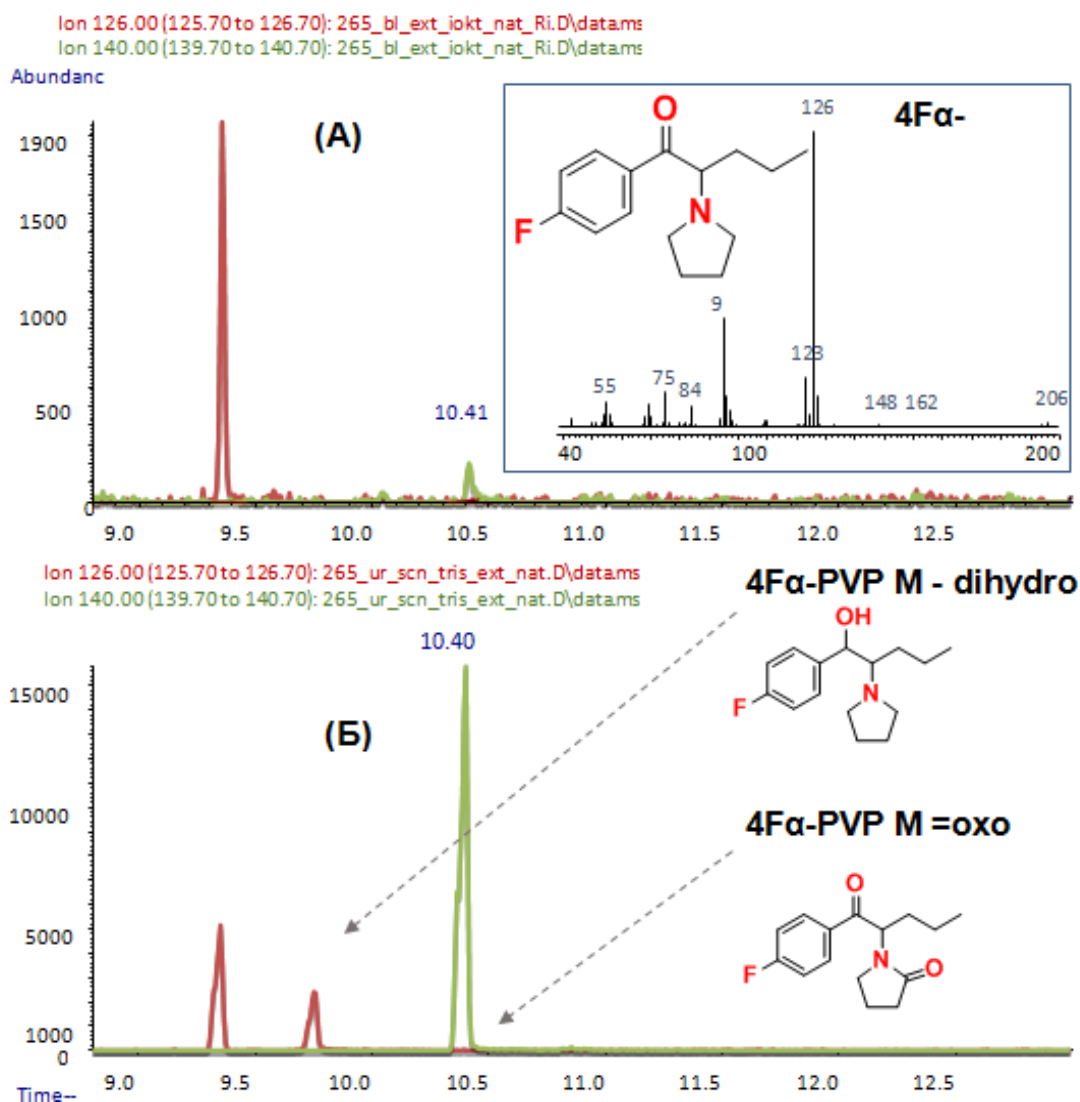 Ion 126.00 (125.70 to 126.70): 265_bl_ext_iokt_nat_Ri.D\data.ms
Ion 140.00 (139.70 to 140.70): 265_bl_ext_iokt_nat_Ri.D\data.ms
Abundanc
(А)
4Fα-
O
F
N
126
9
123
55
75
84
148
162
206
40
100
200
1900
1500
1000
500
0
10.41
9.0
9.5
10.0
10.5
11.0
11.5
12.0
12.5
Ion 126.00 (125.70 to 126.70): 265_ur_scn_tris_ext_nat.D\data.ms
Ion 140.00 (139.70 to 140.70): 265_ur_scn_tris_ext_nat.D\data.ms
4Fα-PVP M - dihydro
OH
F
N
10.40
(Б)
4Fα-PVP M =oxo
O
F
N
O
15000
10000
5000
1000
0
9.0
9.5
10.0
10.5
11.0
11.5
12.0
12.5
Time--